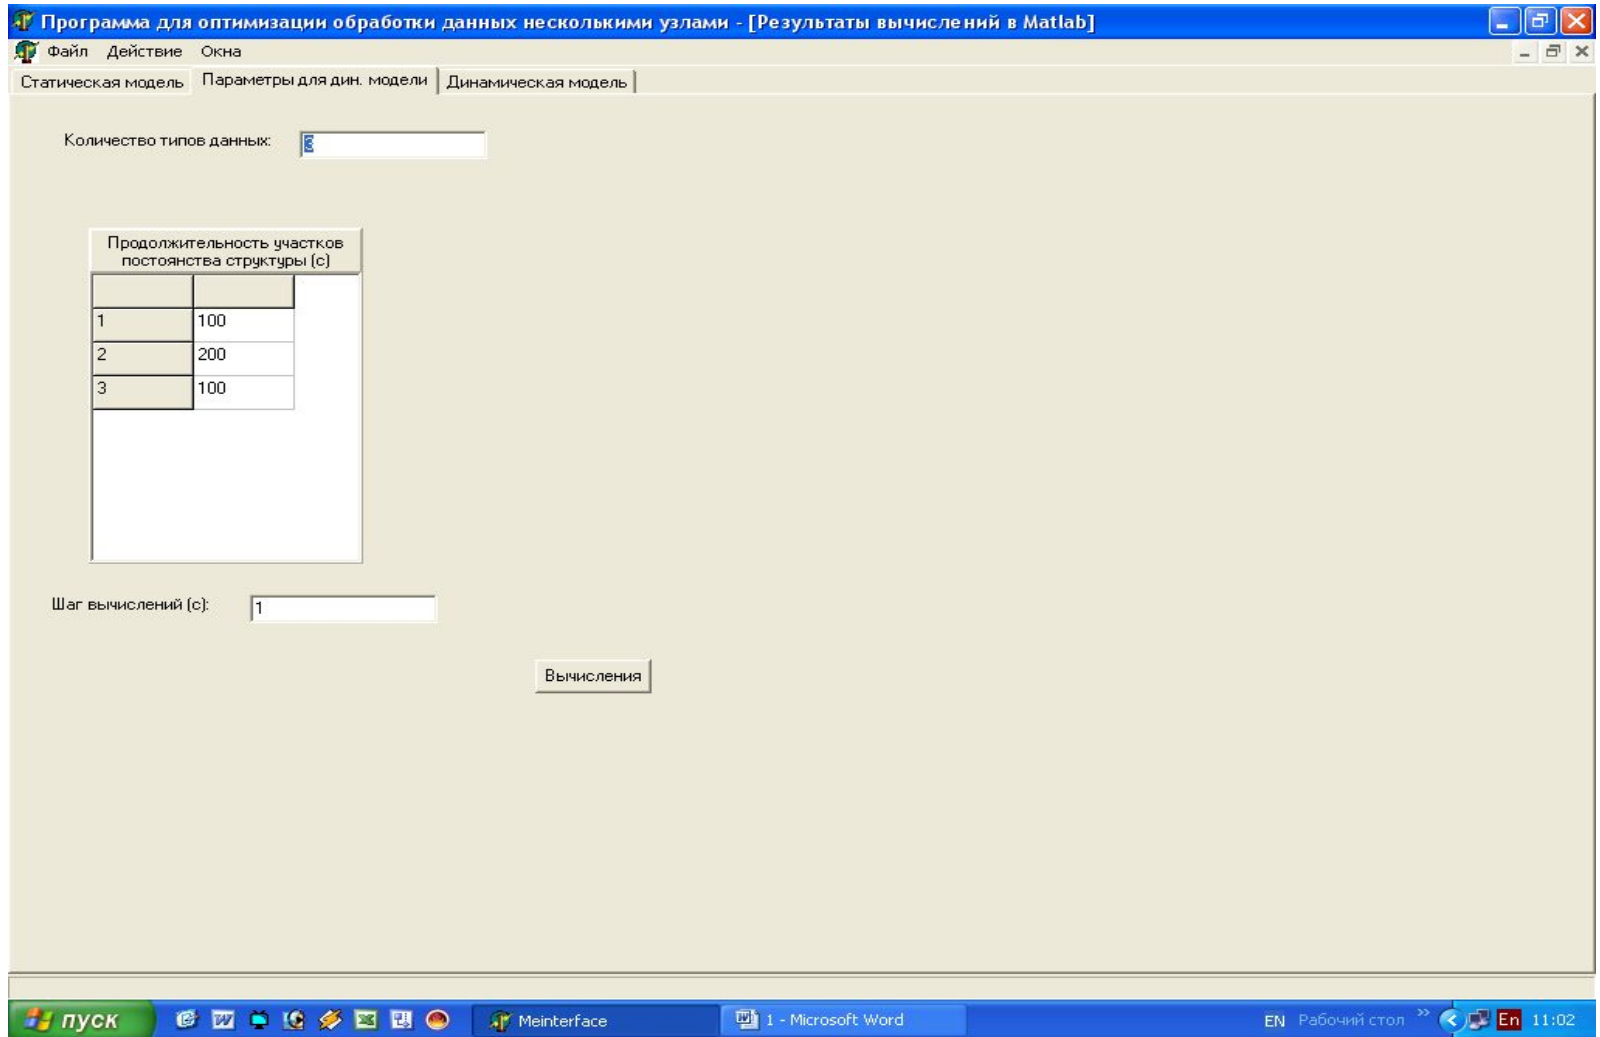 Программа для оптимизации обработки данных несколькими узлами - [Результаты вычислений в Matlab]
Файл Действие Окна
Статическая модель Параметры для дин. модели Динамическая модель
Количество типов данных: 3
Продолжительность участков
постоянства структуры (с)
1 100
2 200
3 100
Шаг вычислений (с): 1
Вычисления
пуск Meinterface 1 - Microsoft Word EN Рабочий стол » En 11:02